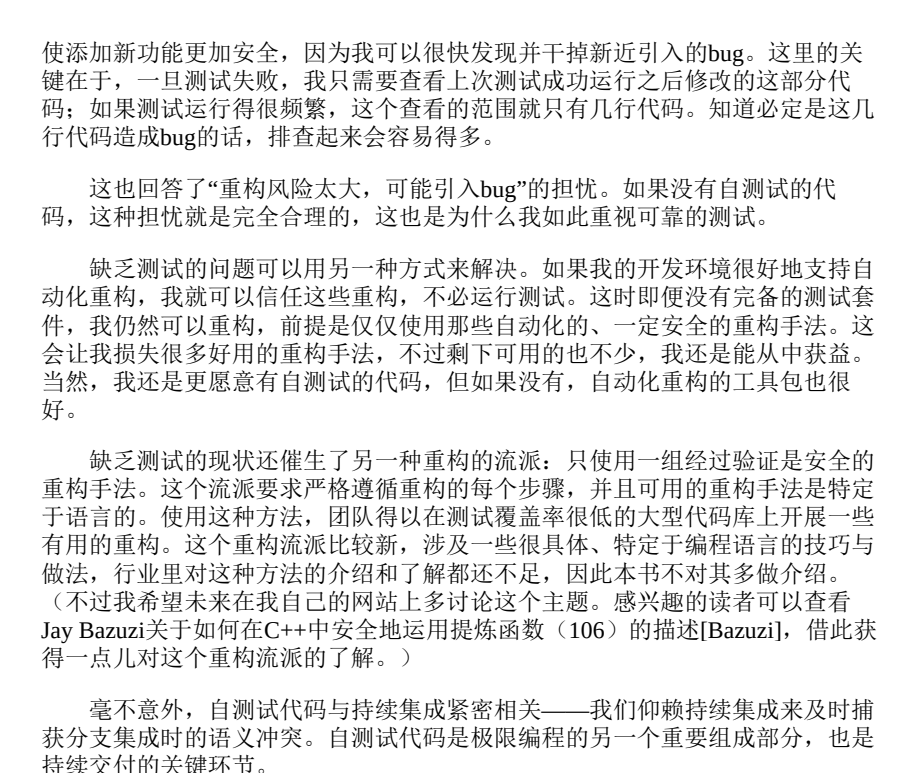 使添加新功能更加安全，因为我可以很快发现并干掉新近引入的bug。这里的关
键在于，一旦测试失败，我只需要查看上次测试成功运行之后修改的这部分代
码；如果测试运行得很频繁，这个查看的范围就只有几行代码。知道必定是这几
行代码造成bug的话，排查起来会容易得多。
这也回答了“重构风险太大，可能引入bug”的担忧。如果没有自测试的代
码，这种担忧就是完全合理的，这也是为什么我如此重视可靠的测试。
缺乏测试的问题可以用另一种方式来解决。如果我的开发环境很好地支持自
动化重构，我就可以信任这些重构，不必运行测试。这时即便没有完备的测试套
件，我仍然可以重构，前提是仅仅使用那些自动化的、一定安全的重构手法。这
会让我损失很多好用的重构手法，不过剩下可用的也不少，我还是能从中获益。
当然，我还是更愿意有自测试的代码，但如果没有，自动化重构的工具包也很
好。
缺乏测试的现状还催生了另一种重构的流派：只使用一组经过验证是安全的
重构手法。这个流派要求严格遵循重构的每个步骤，并且可用的重构手法是特定
于语言的。使用这种方法，团队得以在测试覆盖率很低的大型代码库上开展一些
有用的重构。这个重构流派比较新，涉及一些很具体、特定于编程语言的技巧与
做法，行业里对这种方法的介绍和了解都还不足，因此本书不对其多做介绍。
（不过我希望未来在我自己的网站上多讨论这个主题。感兴趣的读者可以查看
Jay Bazuzi关于如何在C++中安全地运用提炼函数（106）的描述[Bazuzi]，借此获
得一点儿对这个重构流派的了解。）
毫不意外，自测试代码与持续集成紧密相关——我们仰赖持续集成来及时捕
获分支集成时的语义冲突。自测试代码是极限编程的另一个重要组成部分，也是
持续交付的关键环节。